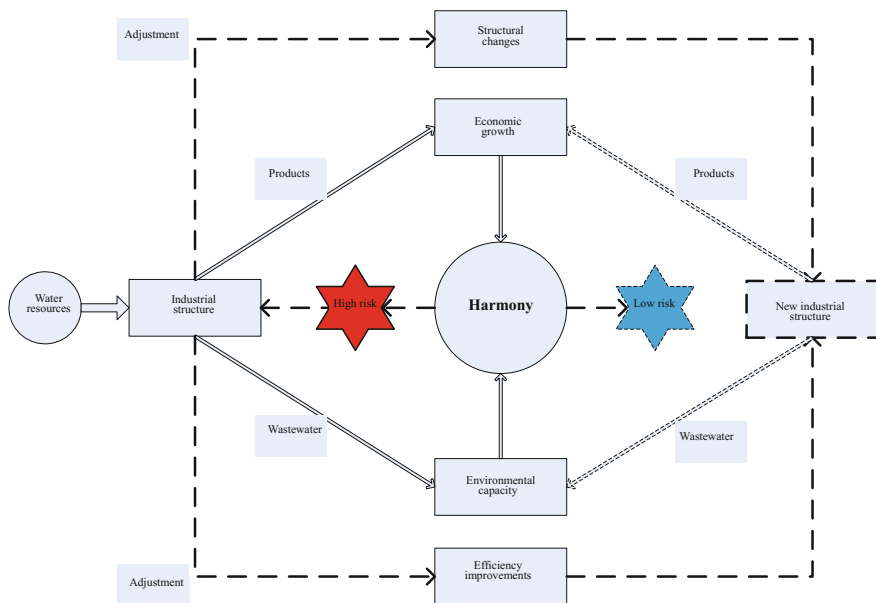 Adjustment
Structural
changes
Economic
growth
Products
Products
Water
resources
Industrial
structure
High risk
Harmony
Low risk
New industrial
structure
Wastewater
Wastewater
Environmental
capacity
Adjustment
Efficiency
improvements